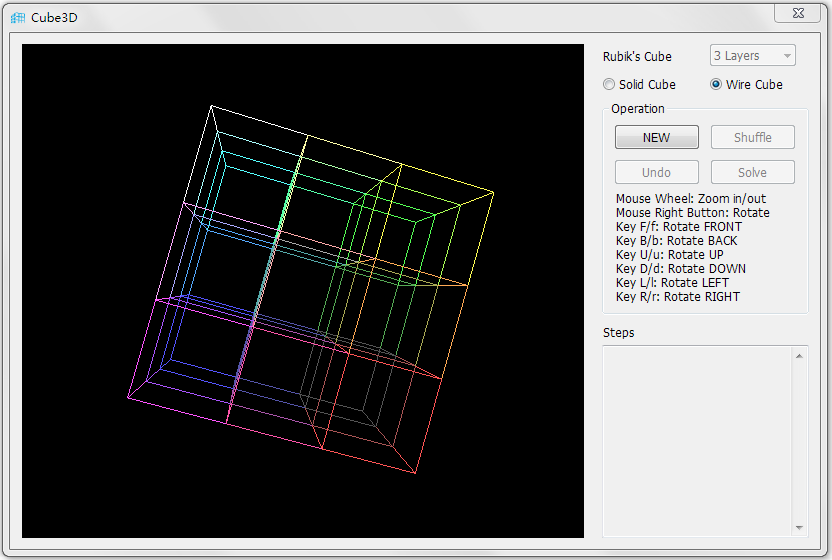 Cube3D
Rubik's Cube
3 Layers
Solid Cube
Wire Cube
Operation
NEW
Shuffle
Undo
Solve
Mouse Wheel: Zoom in/out
Mouse Right Button: Rotate
Key F/f: Rotate FRONT
Key B/b: Rotate BACK
Key U/u: Rotate UP
Key D/d: Rotate DOWN
Key L/l: Rotate LEFT
Key R/r: Rotate RIGHT
Steps